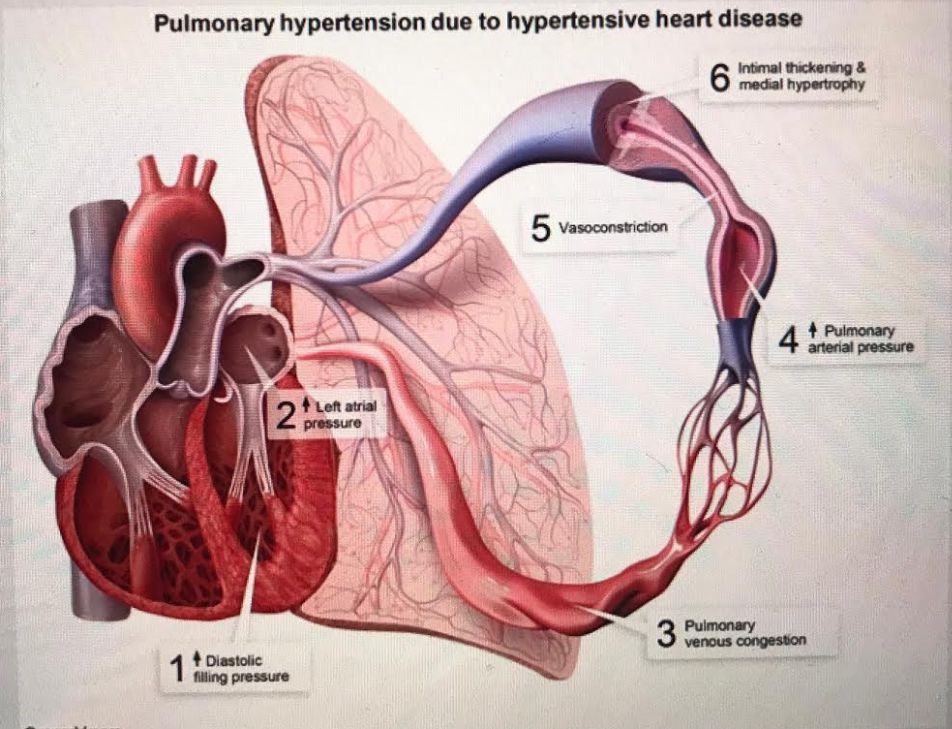 Pulmonary hypertension due to hypertensive heart disease
6 Intimal thickening &
medial hypertrophy
5 Vasoconstriction
4 ↑ Pulmonary
arterial pressure
2 ↑ Left atrial
pressure
3 Pulmonary
venous congestion
1 ↑ Diastolic
filling pressure